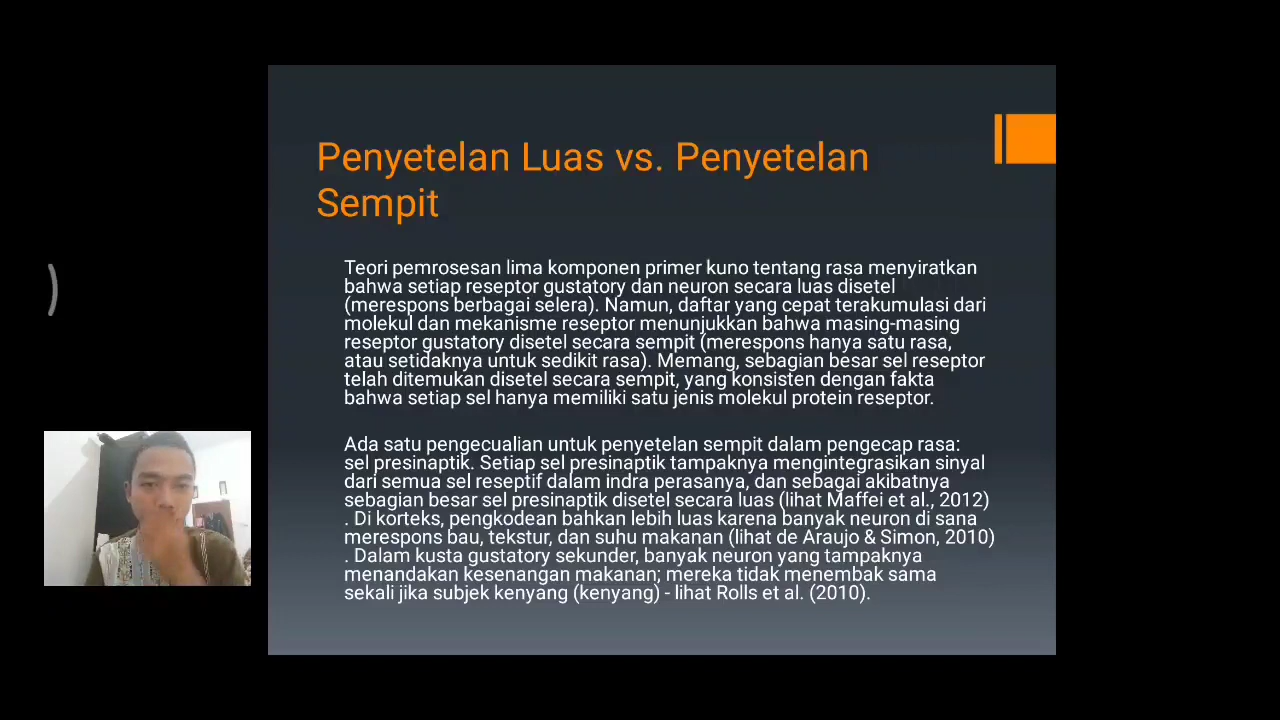 Penyetelan Luas vs. Penyetelan
Sempit
Teori pemrosesan lima komponen primer kuno tentang rasa menyiratkan
bahwa setiap reseptor gustatory dan neuron secara luas disetel
(merespons berbagai selera). Namun, daftar yang cepat terakumulasi dari
molekul dan mekanisme reseptor menunjukkan bahwa masing-masing
reseptor gustatory disetel secara sempit (merespons hanya satu rasa,
atau setidaknya untuk sedikit rasa). Memang, sebagian besar sel reseptor
telah ditemukan disetel secara sempit, yang konsisten dengan fakta
bahwa setiap sel hanya memiliki satu jenis molekul protein reseptor.
Ada satu pengecualian untuk penyetelan sempit dalam pengecap rasa:
sel presinaptik. Setiap sel presinaptik tampaknya mengintegrasikan sinyal
dari semua sel reseptif dalam indra perasanya, dan sebagai akibatnya
sebagian besar sel presinaptik disetel secara luas (lihat Maffei et al., 2012)
. Di korteks, pengkodean bahkan lebih luas karena banyak neuron di sana
merespons bau, tekstur, dan suhu makanan (lihat de Araujo & Simon, 2010)
. Dalam kusta gustatory sekunder, banyak neuron yang tampaknya
menandakan kesenangan makanan; mereka tidak menembak sama
sekali jika subjek kenyang (kenyang) - lihat Rolls et al. (2010).